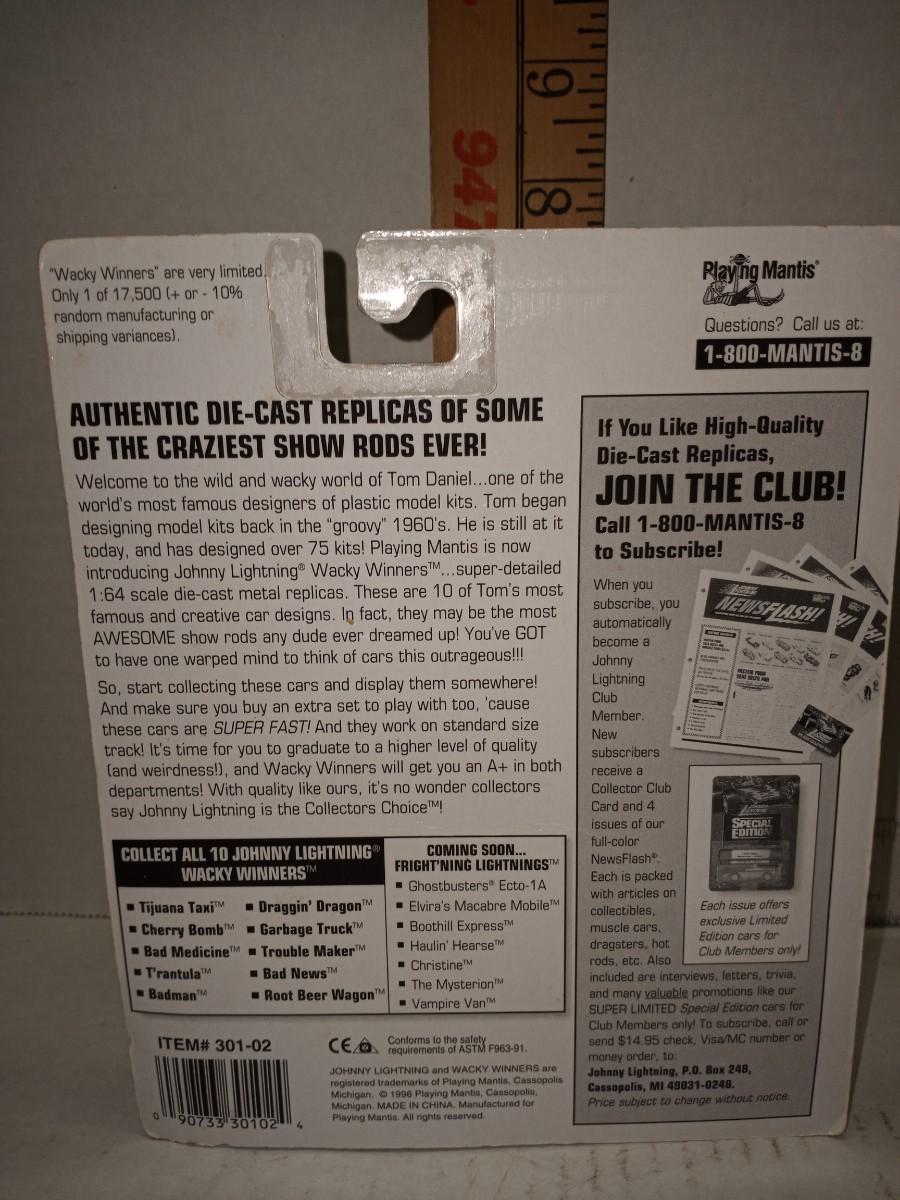 9
8
947
"Wacky Winners" are very limited.
Only 1 of 17,500 (+ or - 10%
random manufacturing or
shipping variances).
Playing Mantis®
Questions? Call us at:
1-800-MANTIS-8
AUTHENTIC DIE-CAST REPLICAS OF SOME
OF THE CRAZIEST SHOW RODS EVER!
Welcome to the wild and wacky world of Tom Daniel...one of the
world's most famous designers of plastic model kits. Tom began
designing model kits back in the "groovy" 1960's. He is still at it
today, and has designed over 75 kits! Playing Mantis is now
introducing Johnny Lightning® Wacky Winners™...super-detailed
1:64 scale die-cast metal replicas. These are 10 of Tom's most
famous and creative car designs. In fact, they may be the most
AWESOME show rods any dude ever dreamed up! You've GOT
to have one warped mind to think of cars this outrageous!!!
So, start collecting these cars and display them somewhere!
And make sure you buy an extra set to play with too, 'cause
these cars are SUPER FAST! And they work on standard size
track! It's time for you to graduate to a higher level of quality
(and weirdness!), and Wacky Winners will get you an A+ in both
departments! With quality like ours, it's no wonder collectors
say Johnny Lightning is the Collectors Choice™!
COLLECT ALL 10 JOHNNY LIGHTNING®
WACKY WINNERS™
▪ Tijuana Taxi™
▪ Cherry Bomb™
▪ Bad Medicine™
▪ T'rantula™
▪ Badman™
▪ Draggin' Dragon™
▪ Garbage Truck™
▪ Trouble Maker™
▪ Bad News™
▪ Root Beer Wagon™
COMING SOON...
FRIGHT'NING LIGHTNINGS™
▪ Ghostbusters® Ecto-1A
▪ Elvira's Macabre Mobile™
▪ Boothill Express™
▪ Haulin' Hearse™
▪ Christine™
▪ The Mysterion™
▪ Vampire Van™
ITEM# 301-02
0 90733 30102 4
CE
Conforms to the safety
requirements of ASTM F963-91.
JOHNNY LIGHTNING and WACKY WINNERS are
registered trademarks of Playing Mantis, Cassopolis
Michigan. © 1996 Playing Mantis, Cassopolis,
Michigan. MADE IN CHINA. Manufactured for
Playing Mantis. All rights reserved.
If You Like High-Quality
Die-Cast Replicas,
JOIN THE CLUB!
Call 1-800-MANTIS-8
to Subscribe!
When you
subscribe, you
automatically
become a
Johnny
Lightning
Club
Member.
New
subscribers
receive a
Collector Club
Card and 4
issues of our
full-color
NewsFlash®.
Each is packed
with articles on
collectibles,
muscle cars,
dragsters, hot
rods, etc. Also
included are interviews, letters, trivia,
and many valuable promotions like our
SUPER LIMITED Special Edition cars for
Club Members only! To subscribe, call or
send $14.95 check, Visa/MC number or
money order, to:
Johnny Lightning, P.O. Box 248,
Cassopolis, MI 49031-0248.
Price subject to change without notice.
NEWSFLASH!
SPECIAL
EDITION
Each issue offers
exclusive Limited
Edition cars for
Club Members only!